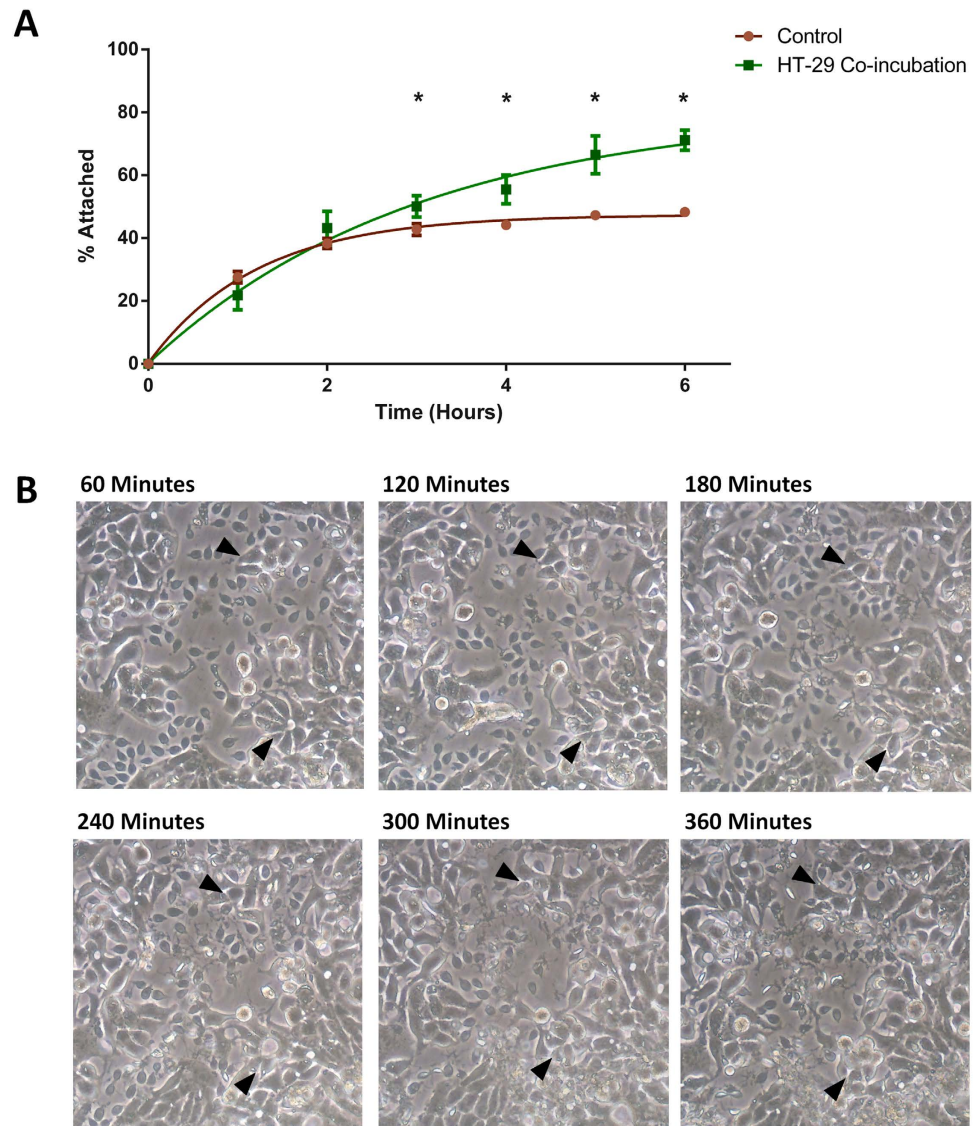 A
100
80
60
40
20
0
% Attached
* * * *
0 2 4 6
Time (Hours)
Control
HT-29 Co-incubation
B
60 Minutes 120 Minutes 180 Minutes
240 Minutes 300 Minutes 360 Minutes